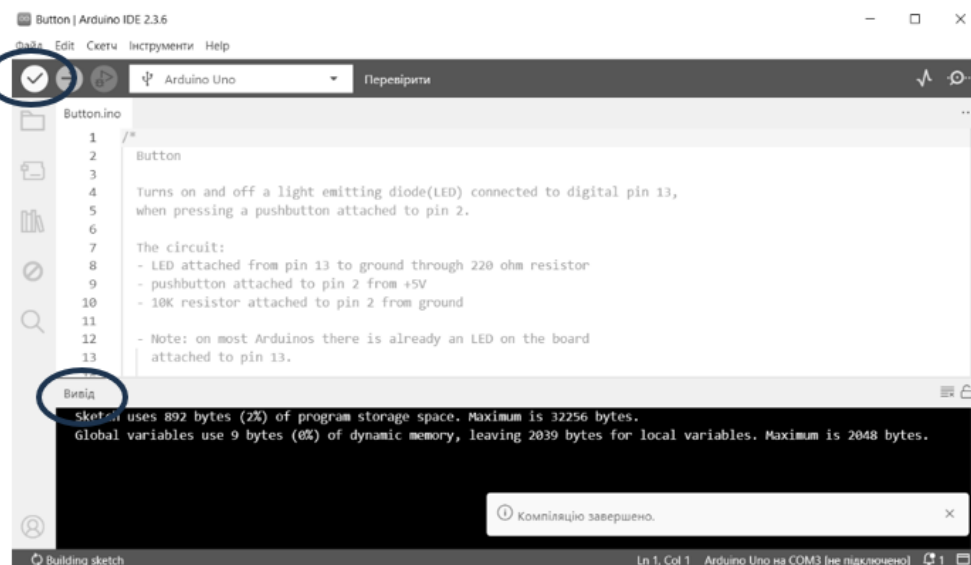 Button | Arduino IDE 2.3.6
Файл Edit Скетч Інструменти Help
Arduino Uno
Перевірити
Button.ino
1 /*
2 Button
3
4 Turns on and off a light emitting diode(LED) connected to digital pin 13,
5 when pressing a pushbutton attached to pin 2.
6
7 The circuit:
8 - LED attached from pin 13 to ground through 220 ohm resistor
9 - pushbutton attached to pin 2 from +5V
10 - 10K resistor attached to pin 2 from ground
11
12 - Note: on most Arduinos there is already an LED on the board
13 attached to pin 13.
Вивід
Sketch uses 892 bytes (2%) of program storage space. Maximum is 32256 bytes.
Global variables use 9 bytes (0%) of dynamic memory, leaving 2039 bytes for local variables. Maximum is 2048 bytes.
Компіляцію завершено.
Building sketch
Ln 1, Col 1 Arduino Uno на COM3 [не підключено] 1